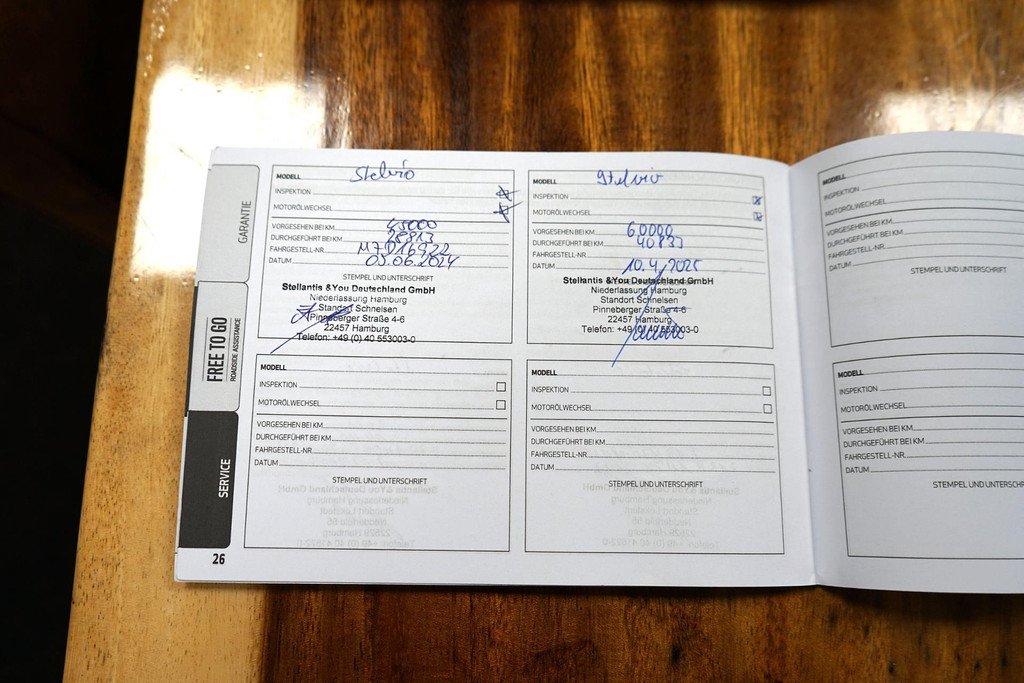 GARANTIE
FREE TO GO
ROADSIDE ASSISTANCE
SERVICE
26
MODELL Stelvio
INSPEKTION
MOTORÖLWECHSEL
VORGESEHEN BEI KM
DURCHGEFÜHRT BEI KM
FAHRGESTELL-NR.
DATUM 05.06.2024
STEMPEL UND UNTERSCHRIFT
Stellantis &You Deutschland GmbH
Niederlassung Hamburg
Standort Schnelsen
Pinneberger Straße 4-6
22457 Hamburg
Telefon: +49 (0) 40 553003-0
MODELL Stelvio
INSPEKTION
MOTORÖLWECHSEL
VORGESEHEN BEI KM 60000
DURCHGEFÜHRT BEI KM 40833
FAHRGESTELL-NR.
DATUM 10.4.2025
STEMPEL UND UNTERSCHRIFT
Stellantis &You Deutschland GmbH
Niederlassung Hamburg
Standort Schnelsen
Pinneberger Straße 4-6
22457 Hamburg
Telefon: +49 (0) 40 553003-0
MODELL
INSPEKTION
MOTORÖLWECHSEL
VORGESEHEN BEI KM
DURCHGEFÜHRT BEI KM
FAHRGESTELL-NR.
DATUM
STEMPEL UND UNTERSCHRIFT
MODELL
INSPEKTION
MOTORÖLWECHSEL
VORGESEHEN BEI KM
DURCHGEFÜHRT BEI KM
FAHRGESTELL-NR.
DATUM
STEMPEL UND UNTERSCHRIFT
MODELL
INSPEKTION
MOTORÖLWECHSEL
VORGESEHEN BEI KM
DURCHGEFÜHRT BEI KM
FAHRGESTELL-NR.
DATUM
STEMPEL UND UNTERSCHRIFT
MODELL
INSPEKTION
MOTORÖLWECHSEL
VORGESEHEN BEI KM
DURCHGEFÜHRT BEI KM
FAHRGESTELL-NR.
DATUM
STEMPEL UND